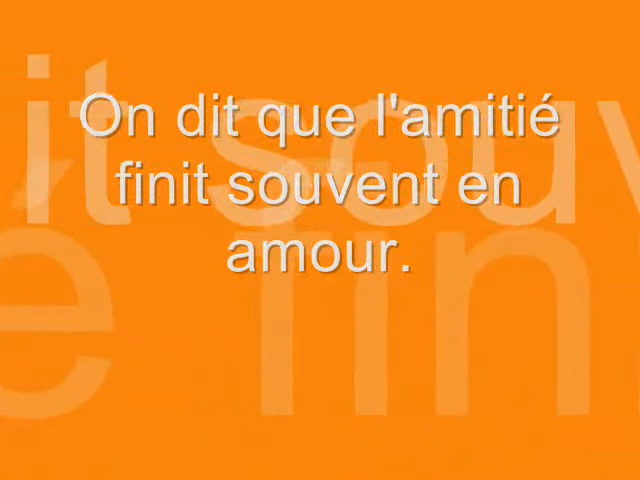 On dit que l'amitié
finit souvent en
amour.